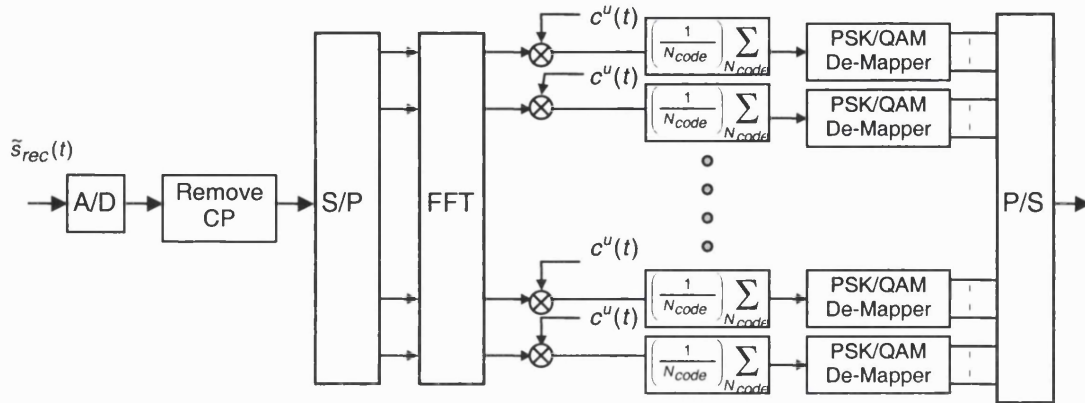 c^u(t)
(1/N_code) ∑ N_code
PSK/QAM
De-Mapper
c^u(t)
(1/N_code) ∑ N_code
PSK/QAM
De-Mapper
s̃_rec(t)
A/D
Remove
CP
S/P
FFT
P/S
c^u(t)
(1/N_code) ∑ N_code
PSK/QAM
De-Mapper
c^u(t)
(1/N_code) ∑ N_code
PSK/QAM
De-Mapper